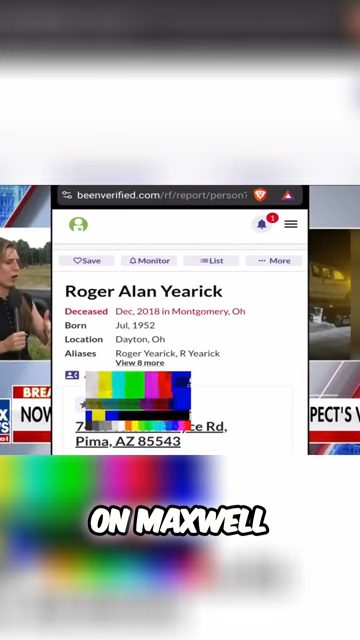 beenverified.com/rf/report/person?
1
Save
Monitor
List
More
Roger Alan Yearick
Deceased Dec, 2018 in Montgomery, Oh
Born Jul, 1952
Location Dayton, Oh
Aliases Roger Yearick, R Yearick
View 8 more
Rd,
Pima, AZ 85543
BREA
NOW
PECT'S V
ON MAXWELL